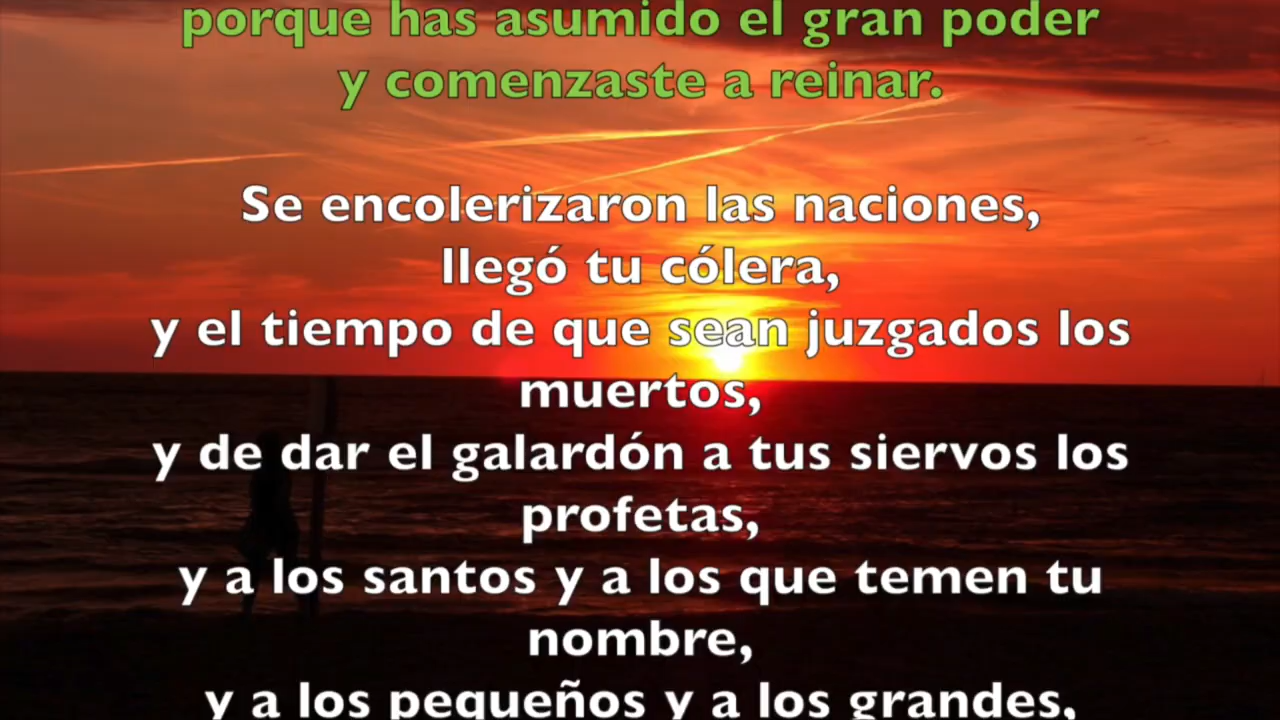 porque has asumido el gran poder
y comenzaste a reinar.
Se encolerizaron las naciones,
llegó tu cólera,
y el tiempo de que sean juzgados los
muertos,
y de dar el galardón a tus siervos los
profetas,
y a los santos y a los que temen tu
nombre,
y a los pequeños y a los grandes,